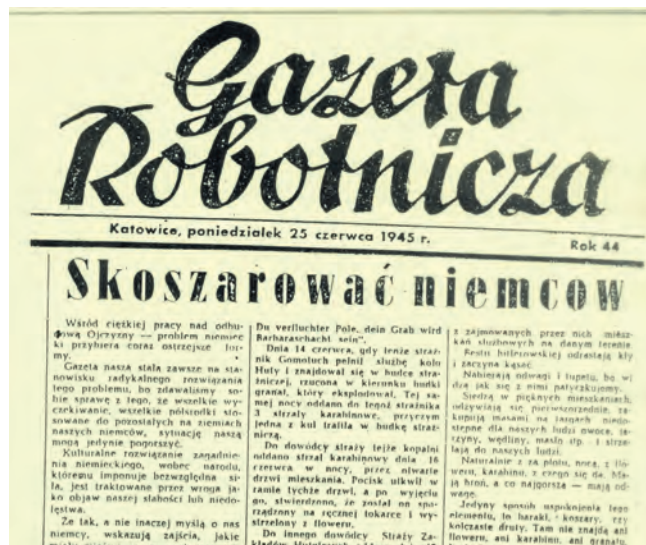 Gazeta
Robotnicza
Katowice, poniedziałek 25 czerwca 1945 r.
Rok 44
Skoszarować niemcow
Wśród ciężkiej pracy nad odbu-
dową Ojczyzny — problem niemiec
ki przybiera coraz ostrzejsze for-
my.
Gazeta nasza stała zawsze na sta-
nowisku radykalnego rozwiązania
tego problemu, bo zdawaliśmy so-
bie sprawę z tego, że wszelkie wy-
czekiwanie, wszelkie półśrodki sto-
sowane do pozostałych na ziemiach
naszych niemców, sytuację naszą
mogą jedynie pogorszyć.
Kulturalne rozwiązanie zagadnie-
nia niemieckiego, wobec narodu,
któremu imponuje bezwzględna si-
ła, jest traktowane przez wroga ja-
ko objaw naszej słabości lub niedo-
łęstwa.
Że tak, a nie inaczej myślą o nas
niemcy, wskazują zajścia, jakie
Du verfluchter Pole, dein Grab wird
Barbaraschacht sein".
Dnia 14 czerwca, gdy tenże straż-
nik Gomoluch pełnił służbę koło
Huty i znajdował się w budce stra-
żniczej, rzucona w kierunku budki
granat, który eksplodował. Tej sa-
mej nocy oddano do tegoż strażnika
3 strzały karabinowe, przyczym
jedna z kul trafiła w budkę straż-
niczą.
Do dowódcy straży tejże kopalni
oddano strzał karabinowy dnia 16
czerwca w nocy, przez otwarte
drzwi mieszkania. Pocisk utkwił w
ramie tychże drzwi, a po wyjęciu
go, stwierdzono, że został on spo-
rządzony na ręcznej tokarce i wy-
strzelony z floweru.
Do innego dowódcy Straży Za-
z zajmowanych przez nich miesz-
kań służbowych na danym terenie
Bestii hitlerowskiej odrastają kły
i zaczyna kąsać.
Nabierają odwagi i tupetu, bo wi
dzą jak się z nimi patyczkujemy.
Siedzą w pięknych mieszkaniach,
odżywiają się pierwszorzędnie, za-
kupują masami na targach niedo-
stępne dla naszych ludzi owoce, ja-
rzyny, wędliny, masło itp. i strze-
lają do naszych ludzi.
Naturalnie z za płotu, nocą, z flo-
weru, karabinu, z czego się da. Ma-
ją broń, a co najgorsza — mają od-
wagę.
Jedyny sposób uspokojenia tego
elementu, to baraki, koszary, czy
kolczaste druty. Tam nie znajdą ani
floweru, ani karabinu, ani granatu.